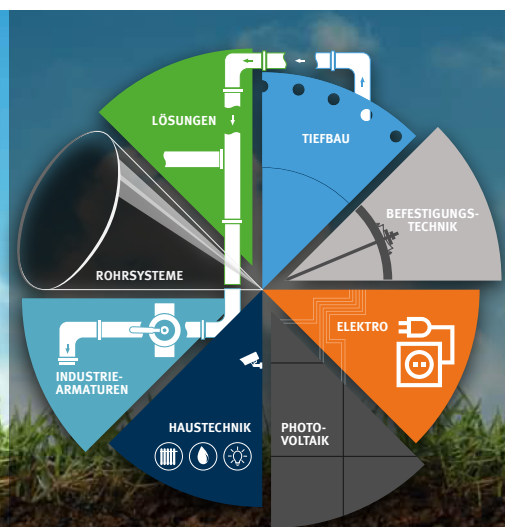 LÖSUNGEN
TIEFBAU
BEFESTIGUNGS-
TECHNIK
ROHRSYSTEME
ELEKTRO
INDUSTRIE-
ARMATUREN
HAUSTECHNIK
PHOTO-
VOLTAIK